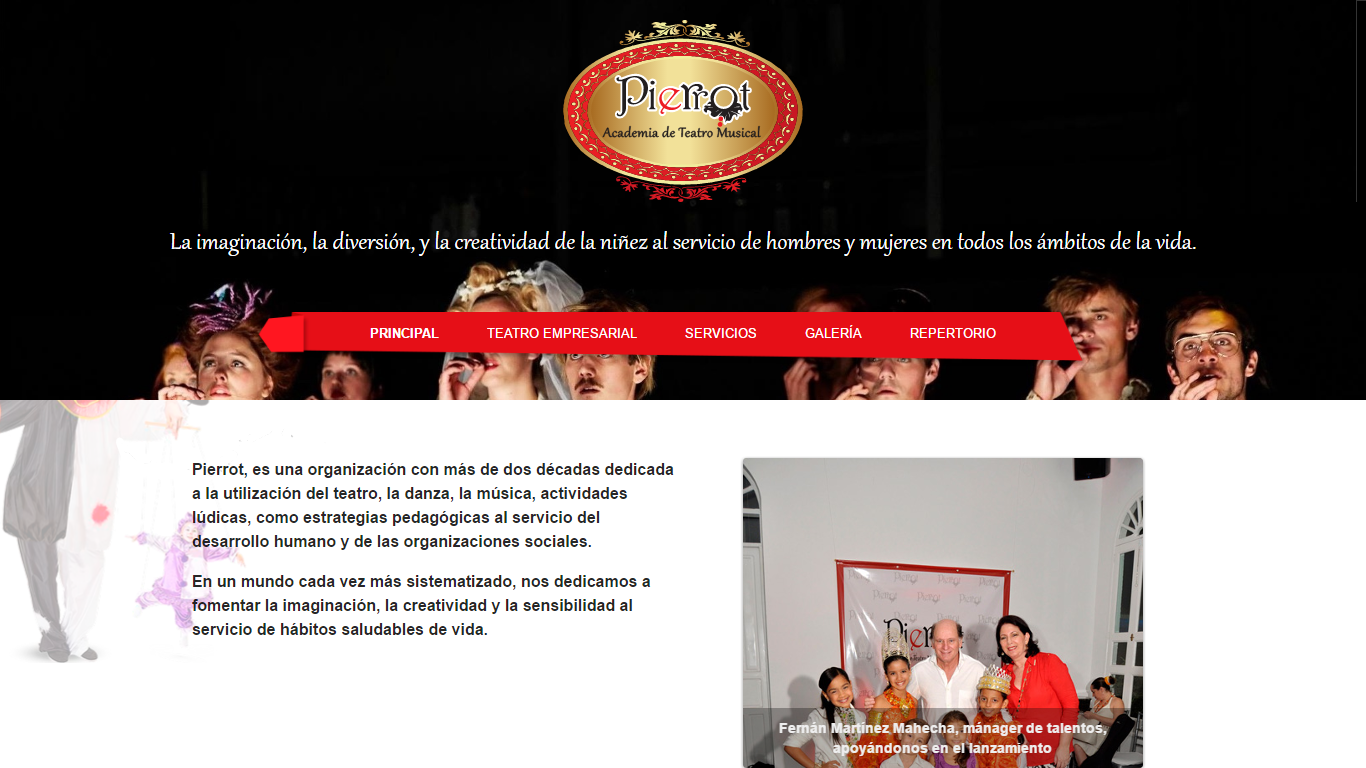 Pierrot
Academia de Teatro Musical
La imaginación, la diversión, y la creatividad de la niñez al servicio de hombres y mujeres en todos los ámbitos de la vida.
PRINCIPAL TEATRO EMPRESARIAL SERVICIOS GALERÍA REPERTORIO
Pierrot, es una organización con más de dos décadas dedicada
a la utilización del teatro, la danza, la música, actividades
lúdicas, como estrategias pedagógicas al servicio del
desarrollo humano y de las organizaciones sociales.
En un mundo cada vez más sistematizado, nos dedicamos a
fomentar la imaginación, la creatividad y la sensibilidad al
servicio de hábitos saludables de vida.
Pierrot Pierrot Pierrot
Fernán Martínez Mahecha, mánager de talentos,
apoyándonos en el lanzamiento